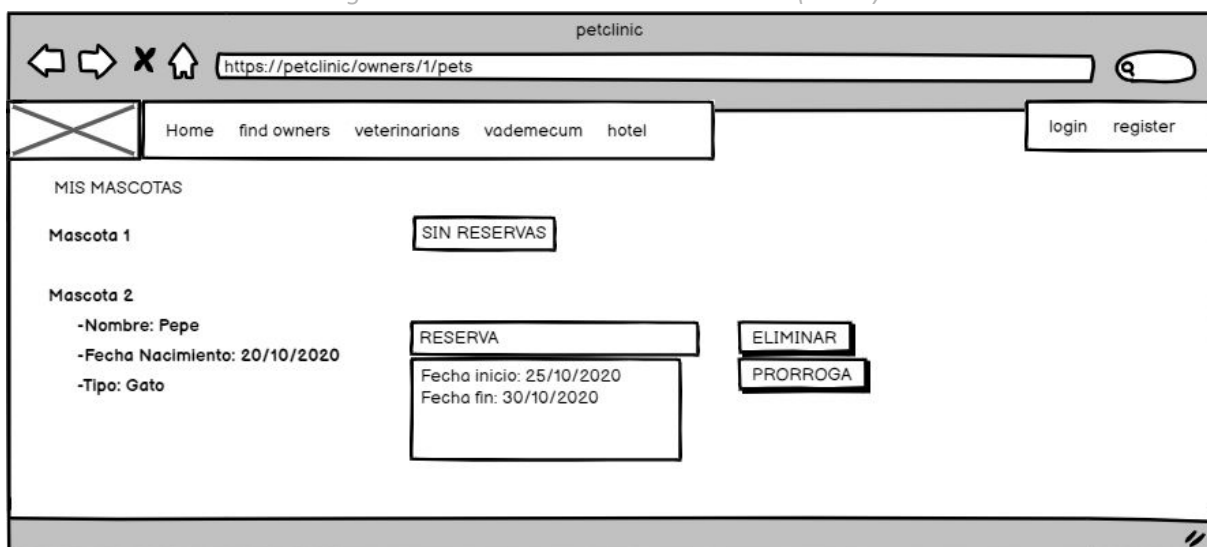 petclinic
https://petclinic/owners/1/pets
Home find owners veterinarians vademecum hotel login register
MIS MASCOTAS
Mascota 1 SIN RESERVAS
Mascota 2
-Nombre: Pepe
RESERVA ELIMINAR
-Fecha Nacimiento: 20/10/2020
Fecha inicio: 25/10/2020 PRORROGA
-Tipo: Gato
Fecha fin: 30/10/2020